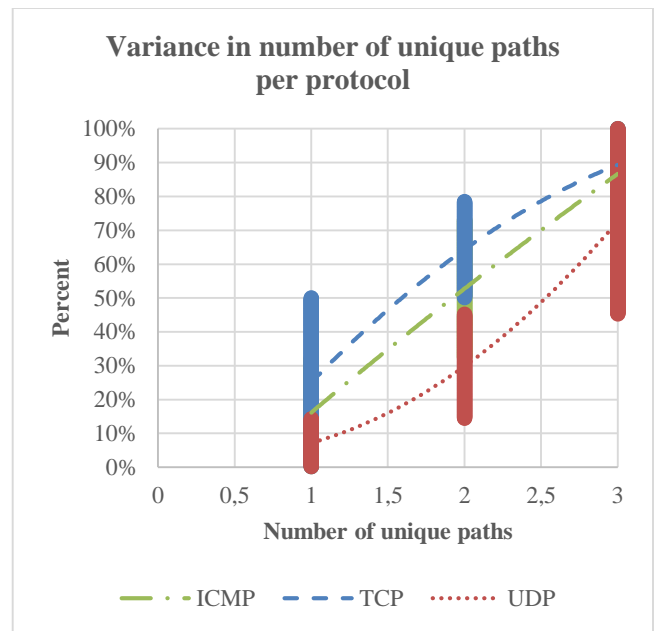 Variance in number of unique paths
per protocol
100%
90%
80%
70%
60%
50%
40%
30%
20%
10%
0%
Percent
0 0,5 1 1,5 2 2,5 3
Number of unique paths
ICMP TCP UDP